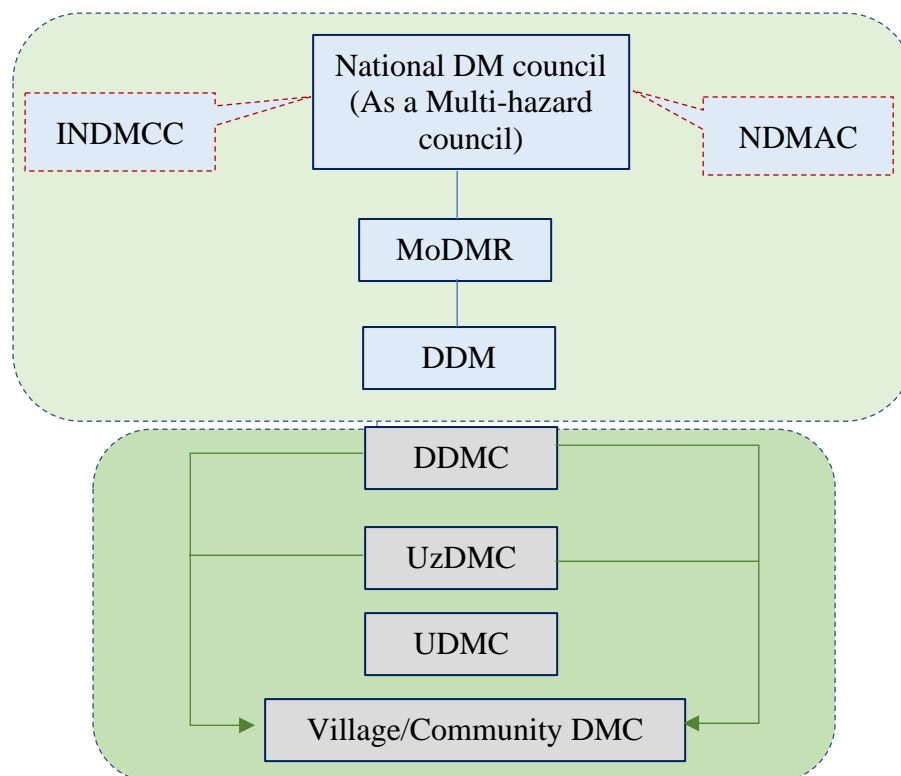 National DM council
(As a Multi-hazard
council)
INDMCC
NDMAC
MoDMR
DDM
DDMC
UzDMC
UDMC
Village/Community DMC